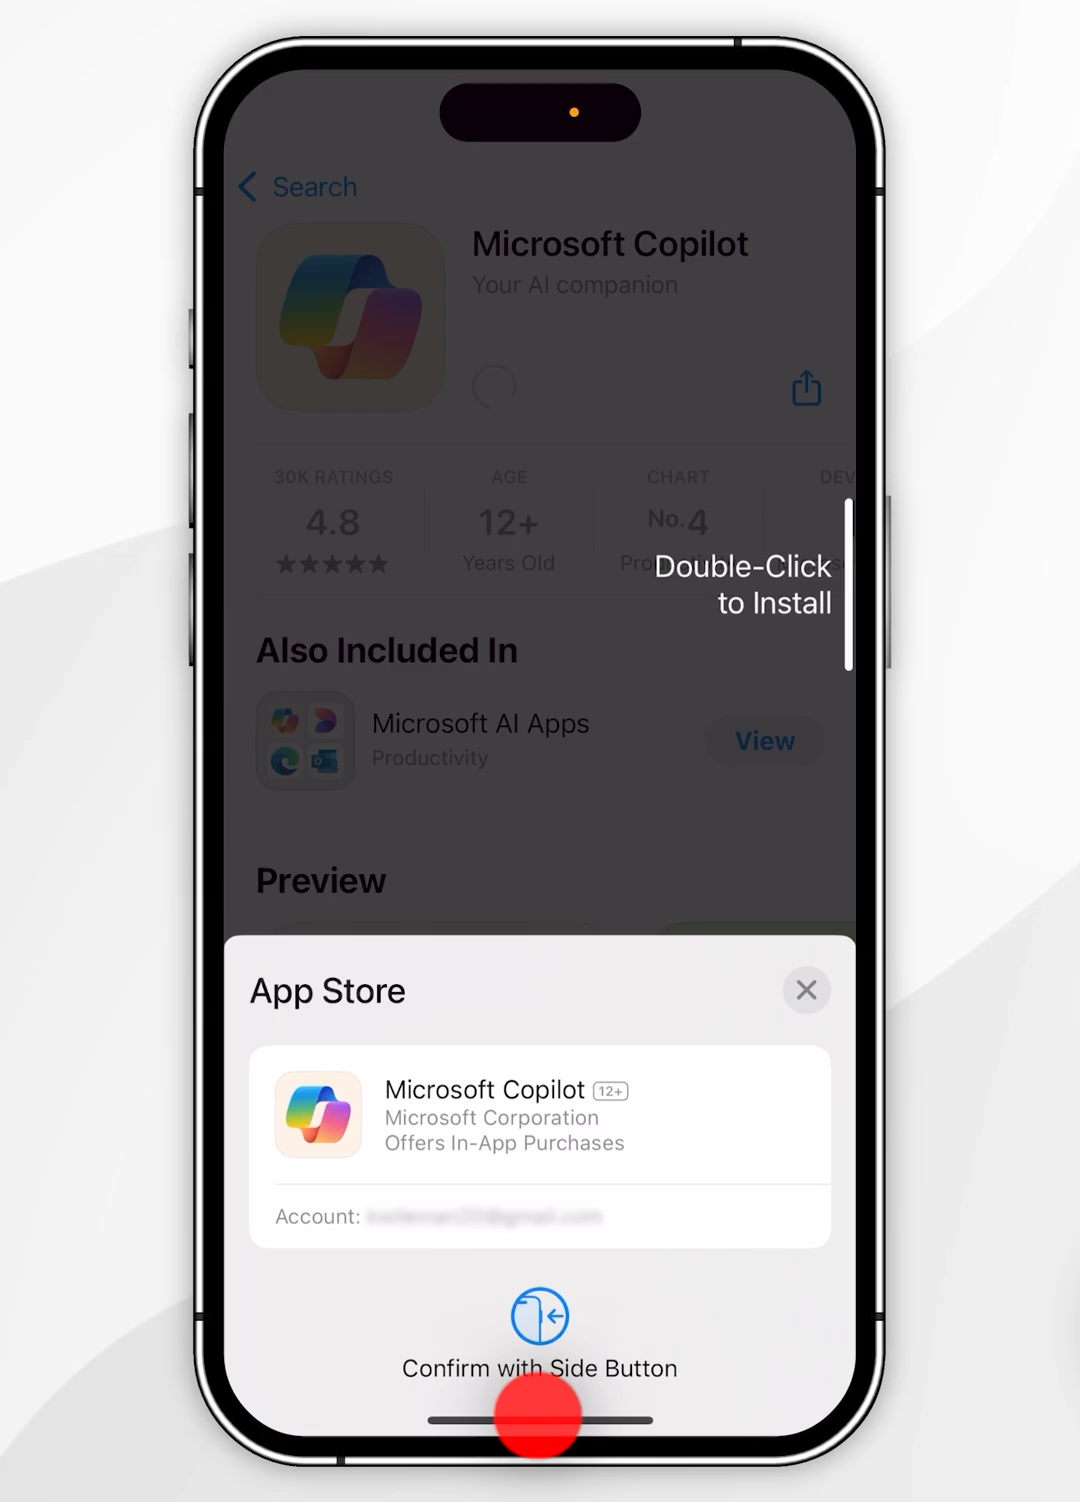 Search
Microsoft Copilot
Your AI companion
30K RATINGS
4.8
★★★★★
AGE
12+
Years Old
CHART
No.4
DEV
Double-Click
to Install
Also Included In
Microsoft AI Apps
Productivity
View
Preview
App Store
Microsoft Copilot 12+
Microsoft Corporation
Offers In-App Purchases
Account:
Confirm with Side Button